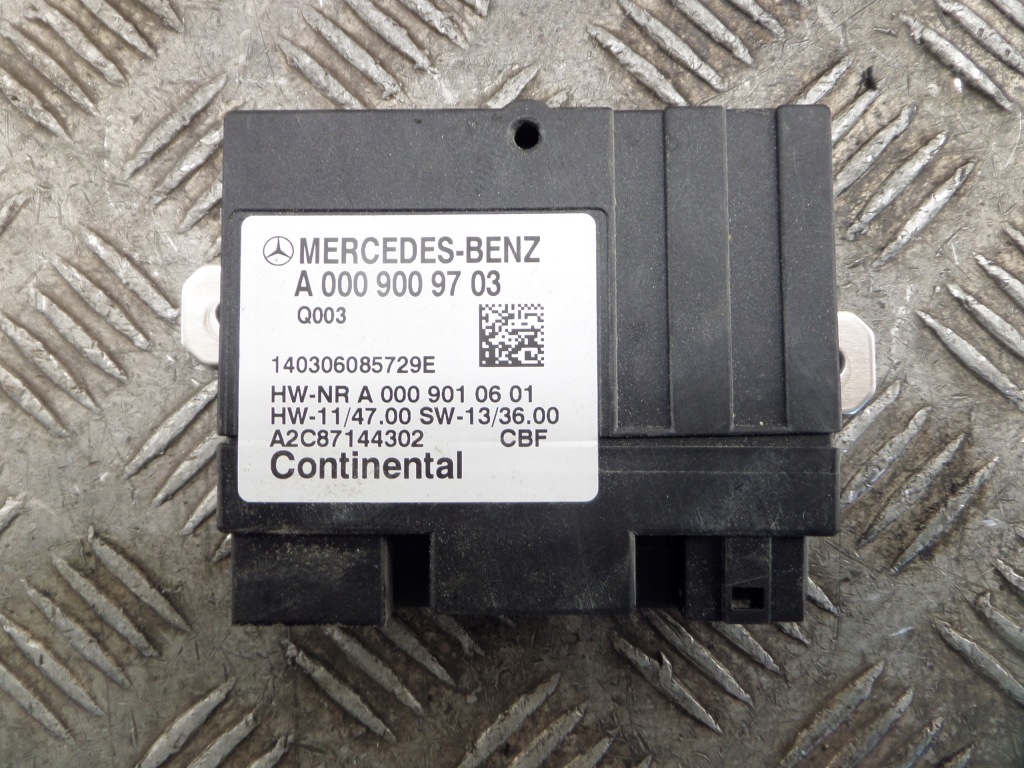 MERCEDES-BENZ
A 000 900 97 03
Q003
140306085729E
HW-NR A 000 901 06 01
HW-11/47.00 SW-13/36.00
A2C87144302 CBF
Continental